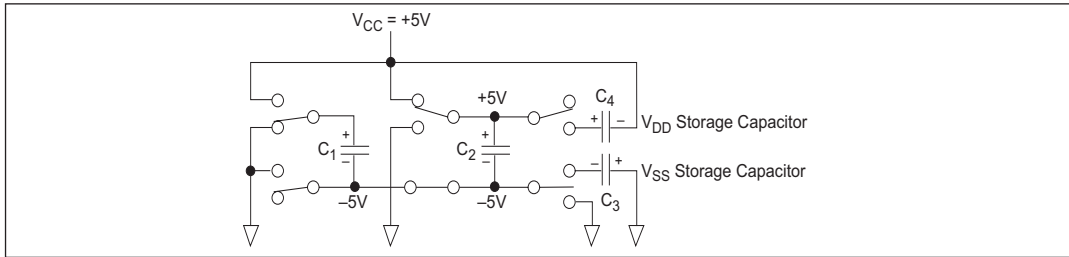 V_CC = +5V
+5V
C_4
+ −
V_DD Storage Capacitor
+
C_1
−
+
C_2
−
− +
V_SS Storage Capacitor
C_3
–5V
–5V